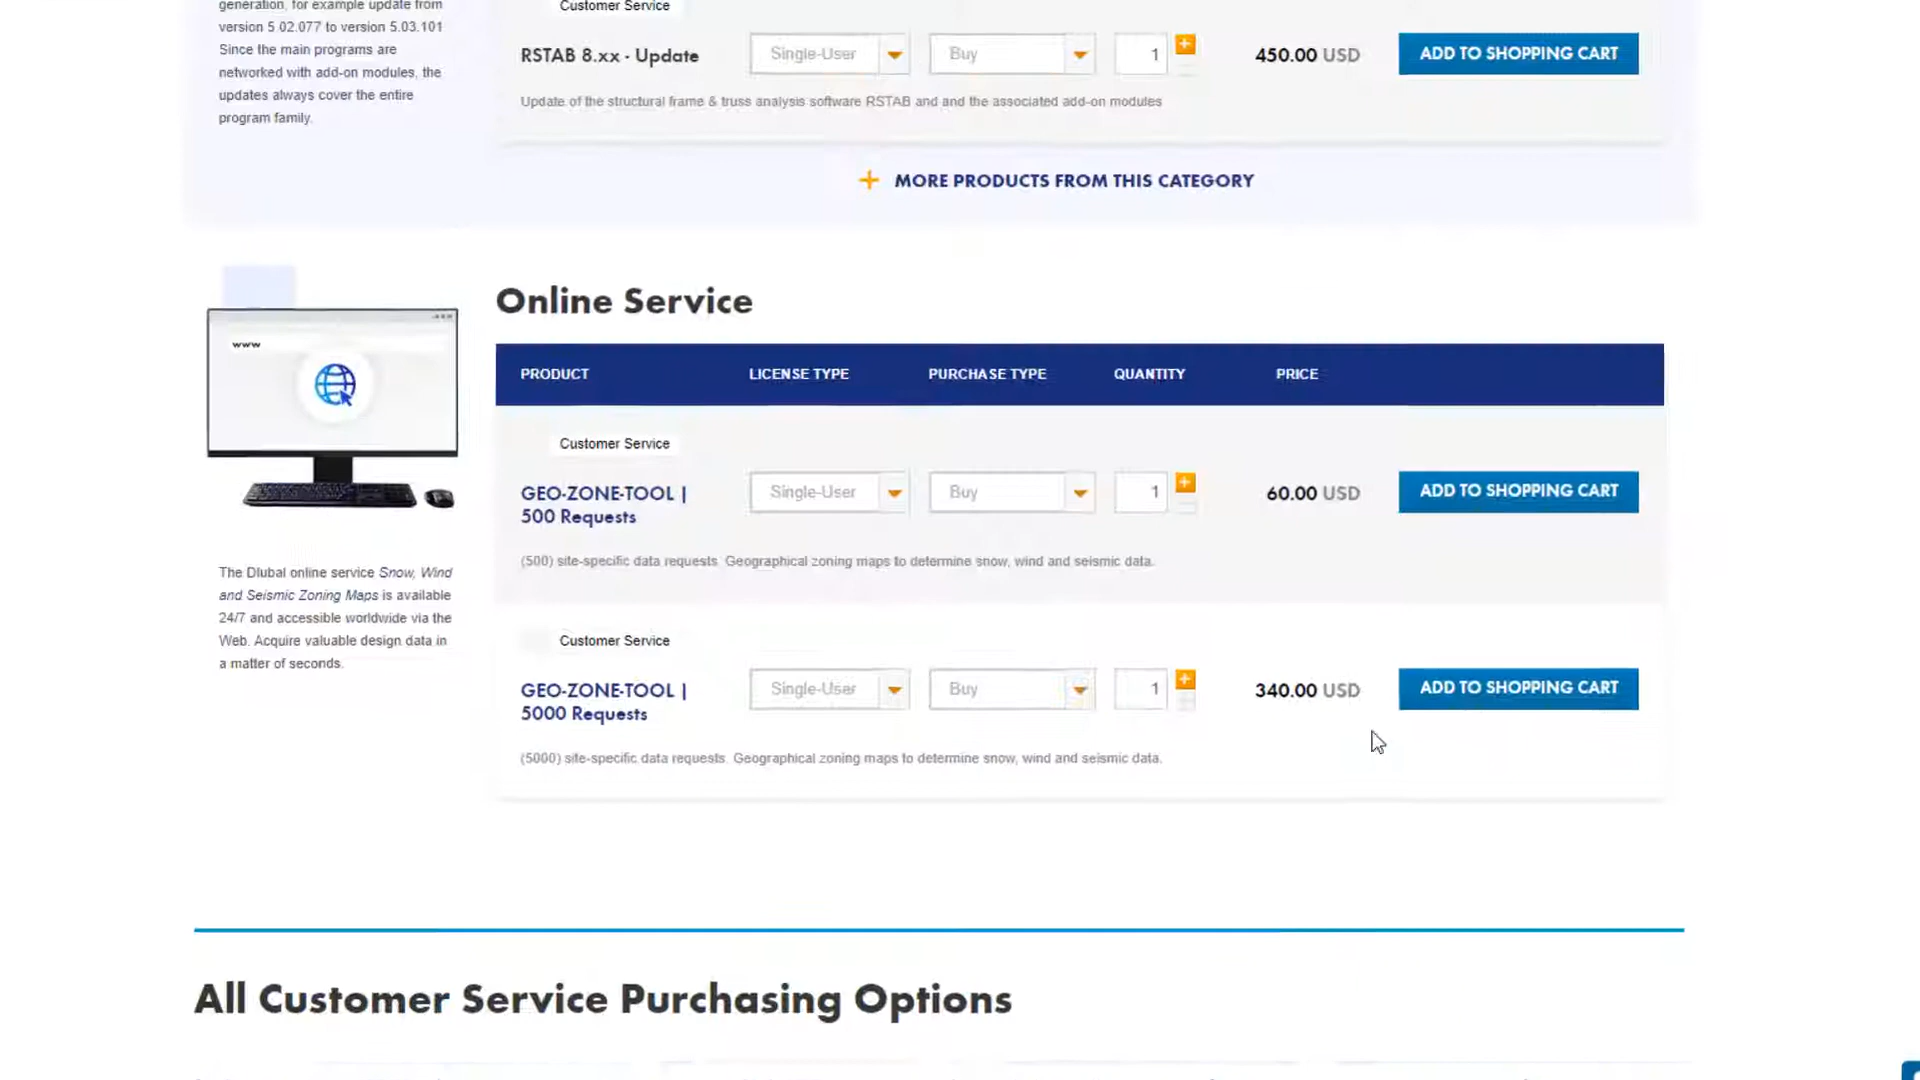 generation, for example update from
version 5.02.077 to version 5.03.101
Since the main programs are
networked with add-on modules, the
updates always cover the entire
program family.
Customer Service
RSTAB 8.xx - Update
Single-User
Buy
1
450.00 USD
ADD TO SHOPPING CART
Update of the structural frame & truss analysis software RSTAB and and the associated add-on modules
MORE PRODUCTS FROM THIS CATEGORY
www
The Dlubal online service Snow, Wind
and Seismic Zoning Maps is available
24/7 and accessible worldwide via the
Web. Acquire valuable design data in
a matter of seconds.
Online Service
PRODUCT LICENSE TYPE PURCHASE TYPE QUANTITY PRICE
Customer Service
GEO-ZONE-TOOL |
500 Requests
Single-User
Buy
1
60.00 USD
ADD TO SHOPPING CART
(500) site-specific data requests. Geographical zoning maps to determine snow, wind and seismic data.
Customer Service
GEO-ZONE-TOOL |
5000 Requests
Single-User
Buy
1
340.00 USD
ADD TO SHOPPING CART
(5000) site-specific data requests. Geographical zoning maps to determine snow, wind and seismic data.
All Customer Service Purchasing Options